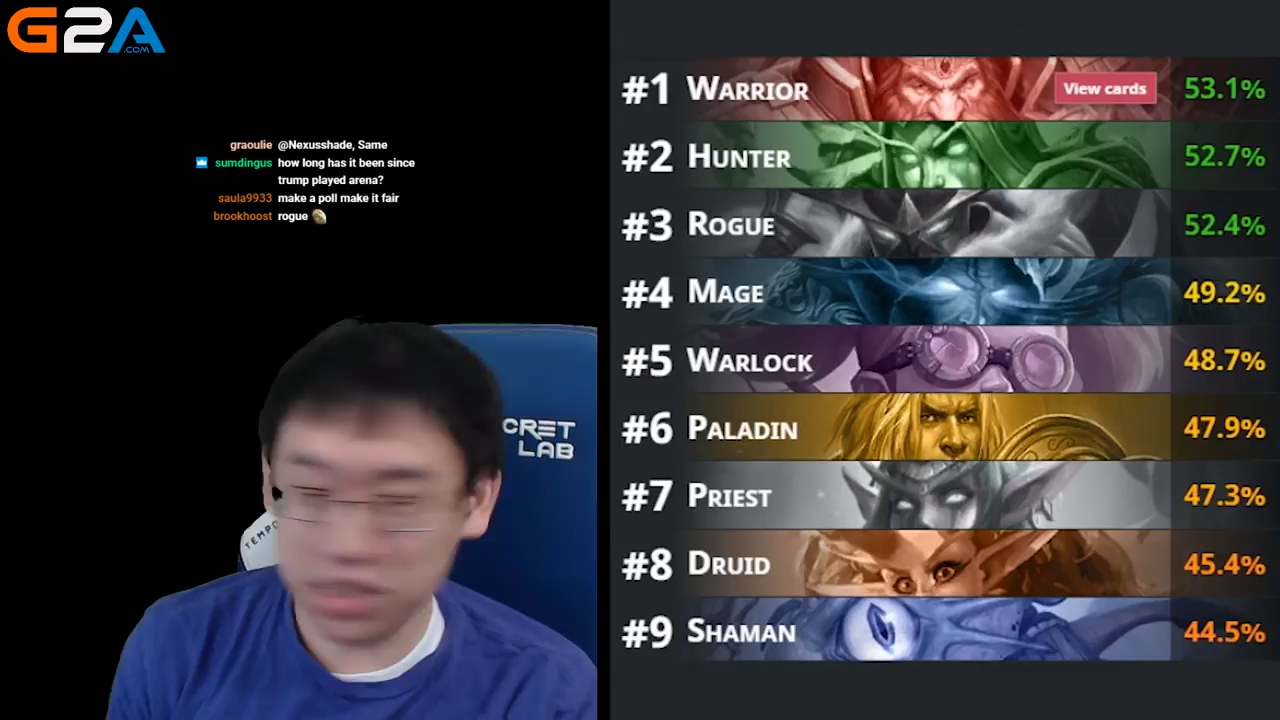 G2A
.COM
graoulie @Nexusshade, Same
sumdingus how long has it been since
trump played arena?
saula9933 make a poll make it fair
brookhoost rogue
CRET
LAB
TEMPO
#1 WARRIOR View cards 53.1%
#2 HUNTER 52.7%
#3 ROGUE 52.4%
#4 MAGE 49.2%
#5 WARLOCK 48.7%
#6 PALADIN 47.9%
#7 PRIEST 47.3%
#8 DRUID 45.4%
#9 SHAMAN 44.5%